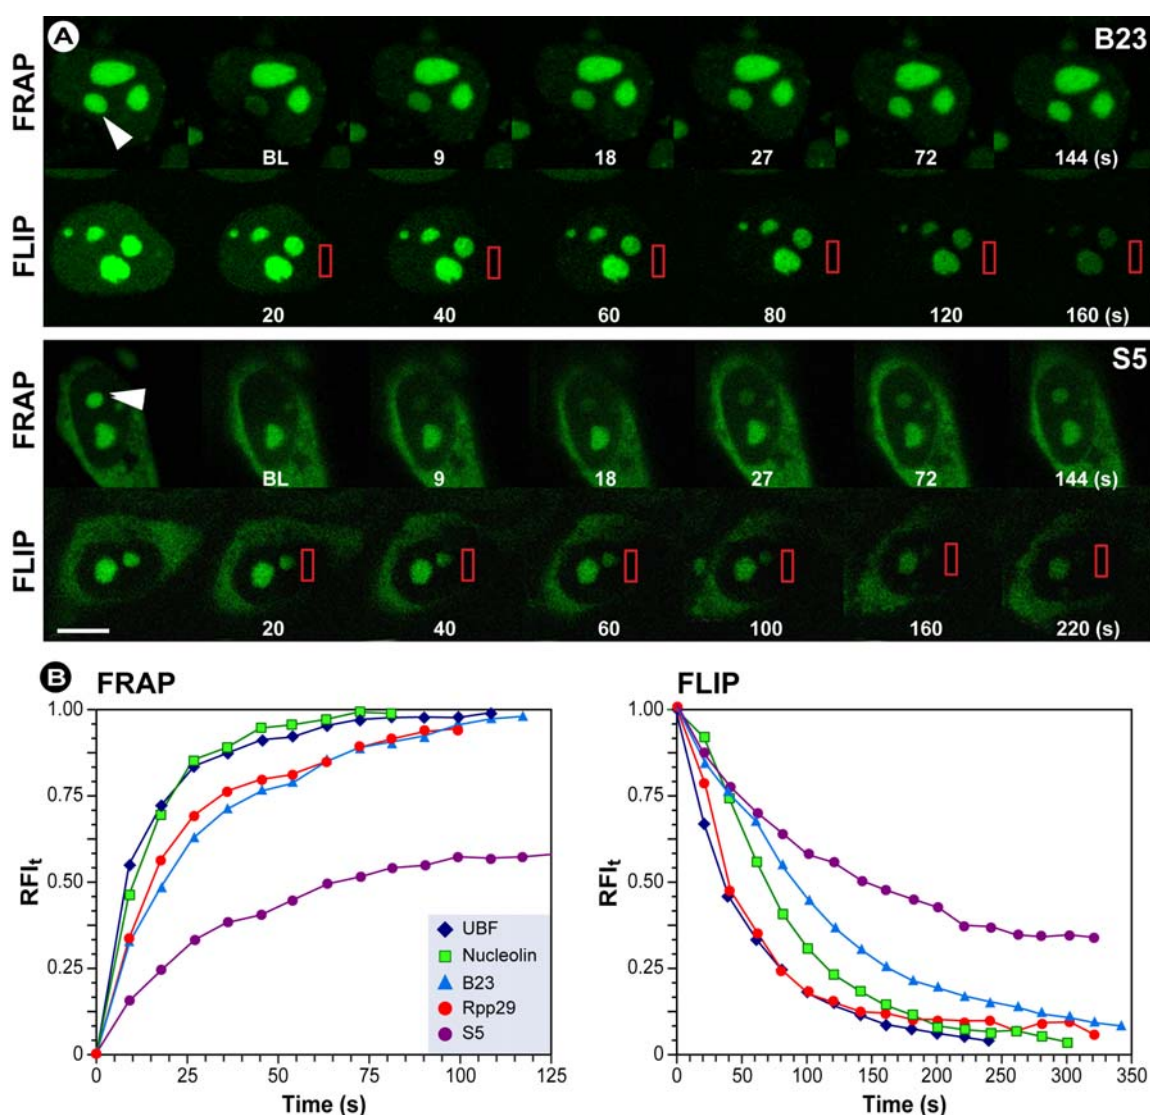 A
B23
FRAP
BL 9 18 27 72 144 (s)
FLIP
20 40 60 80 120 160 (s)
S5
FRAP
BL 9 18 27 72 144 (s)
FLIP
20 40 60 100 160 220 (s)
B FRAP
1.00
0.75
0.50
0.25
0
RFIt
UBF
Nucleolin
B23
Rpp29
S5
0 25 50 75 100 125
Time (s)
FLIP
1.00
0.75
0.50
0.25
0
RFIt
0 50 100 150 200 250 300 350
Time (s)